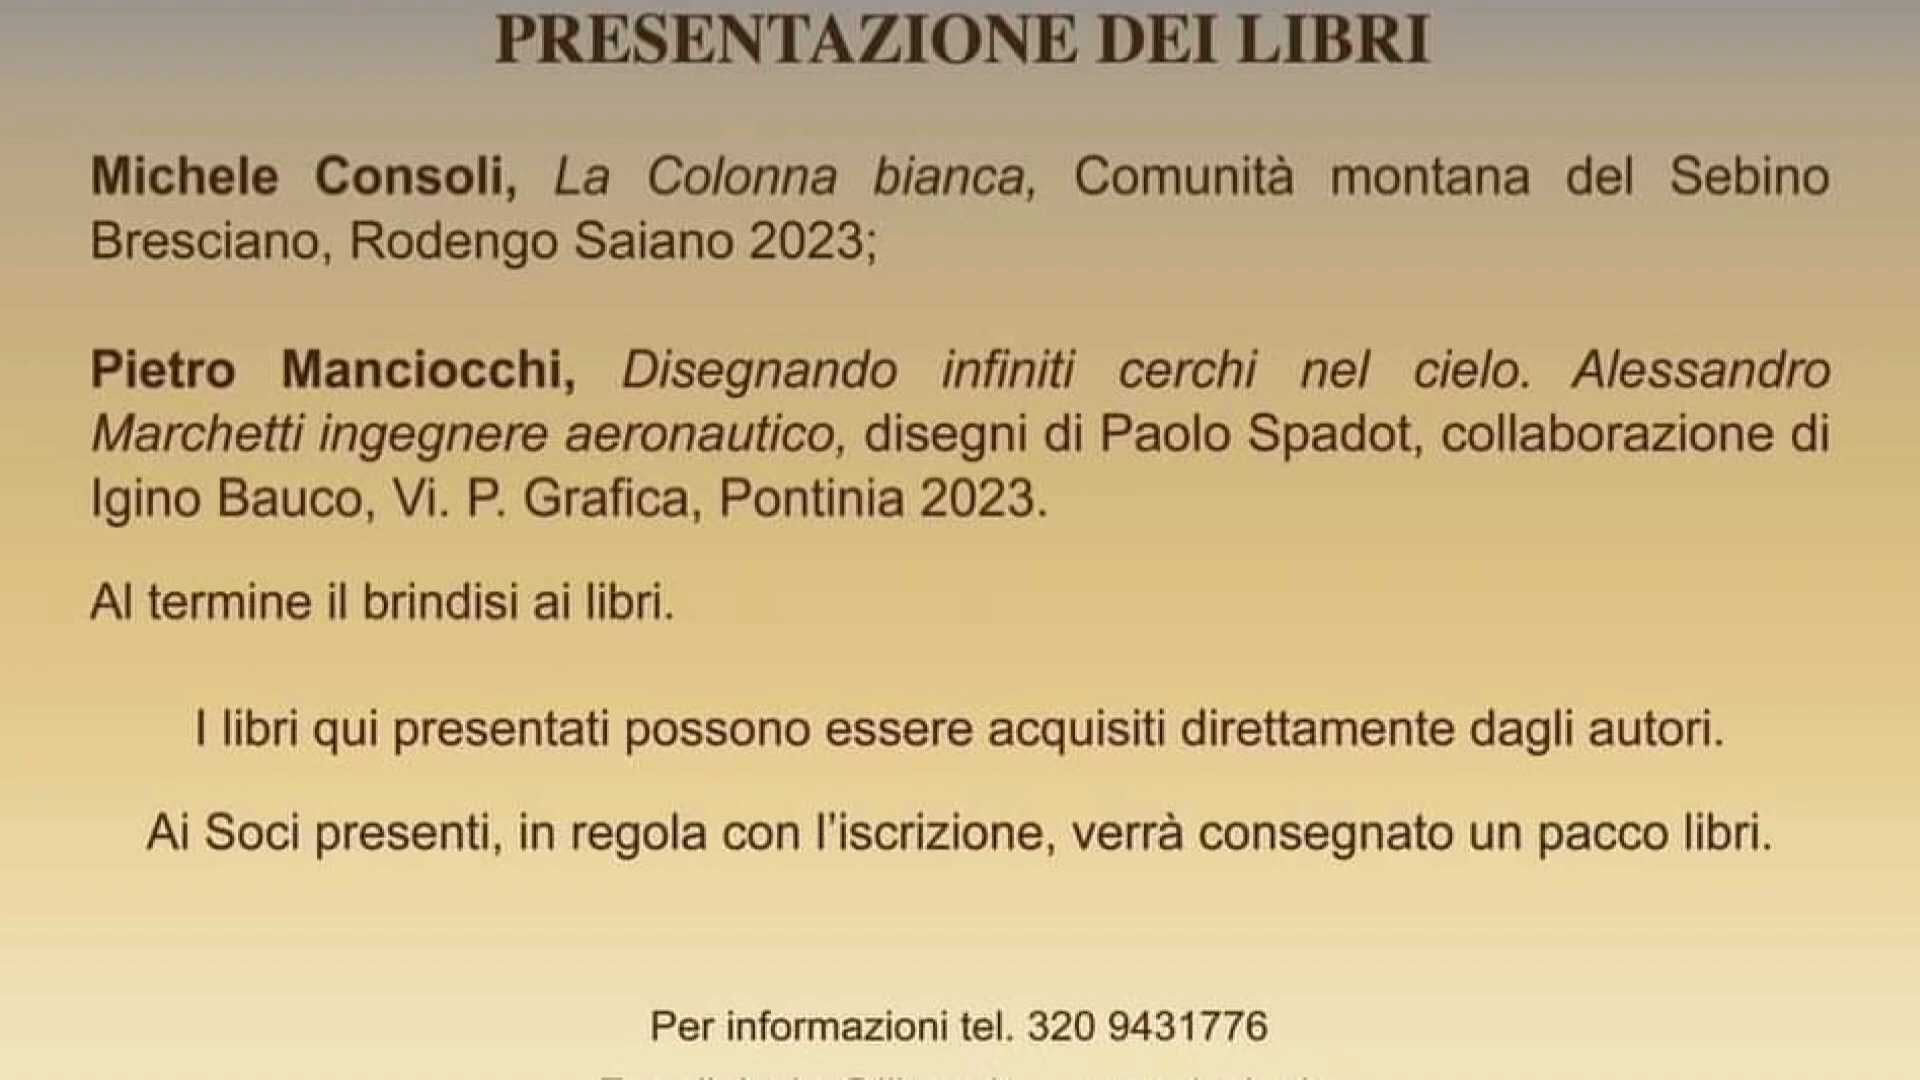 PRESENTAZIONE DEI LIBRI
Michele Consoli, La Colonna bianca, Comunità montana del Sebino
Bresciano, Rodengo Saiano 2023;
Pietro Manciocchi, Disegnando infiniti cerchi nel cielo. Alessandro
Marchetti ingegnere aeronautico, disegni di Paolo Spadot, collaborazione di
Igino Bauco, Vi. P. Grafica, Pontinia 2023.
Al termine il brindisi ai libri.
I libri qui presentati possono essere acquisiti direttamente dagli autori.
Ai Soci presenti, in regola con l’iscrizione, verrà consegnato un pacco libri.
Per informazioni tel. 320 9431776